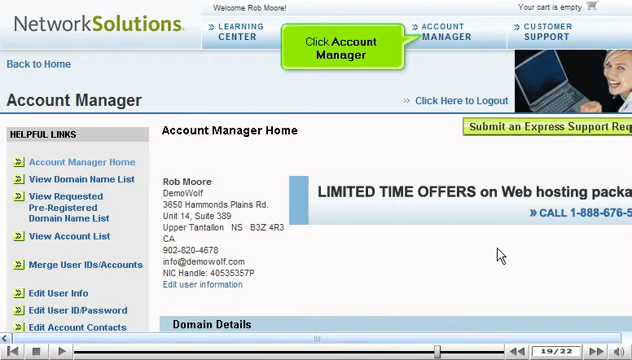 Welcome Rob Moore!
Your cart is empty
NetworkSolutions.
» LEARNING
CENTER
» ACCOUNT
MANAGER
» CUSTOMER
SUPPORT
Click Account
Manager
Back to Home
Account Manager
» Click Here to Logout
HELPFUL LINKS
Account Manager Home
Submit an Express Support Req
Account Manager Home
View Domain Name List
View Requested
Pre-Registered
Domain Name List
View Account List
Merge User IDs/Accounts
Edit User Info
Edit User ID/Password
Edit Account Contacts
Rob Moore
DemoWolf
3650 Hammonds Plains Rd.
Unit 14, Suite 389
Upper Tantallon NS B3Z 4R3
CA
902-820-4678
info@demowolf.com
NIC Handle: 40535357P
Edit user information
LIMITED TIME OFFERS on Web hosting packa
» CALL 1-888-676-5
Domain Details
19/22